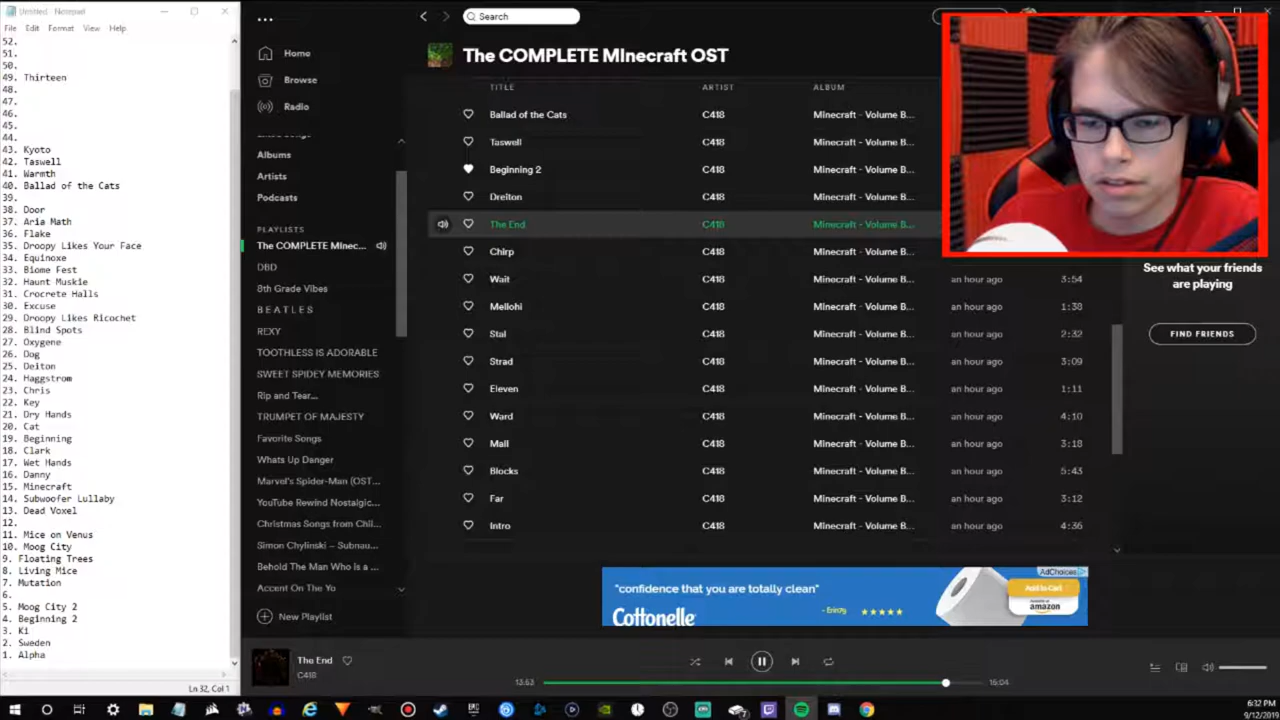 Untitled - Notepad
File Edit Format View Help
52.
51.
50.
49. Thirteen
48.
47.
46.
45.
44.
43. Kyoto
42. Taswell
41. Warmth
40. Ballad of the Cats
39.
38. Door
37. Aria Math
36. Flake
35. Droopy Likes Your Face
34. Equinoxe
33. Biome Fest
32. Haunt Muskie
31. Crocrete Halls
30. Excuse
29. Droopy Likes Ricochet
28. Blind Spots
27. Oxygene
26. Dog
25. Deiton
24. Haggstrom
23. Chris
22. Key
21. Dry Hands
20. Cat
19. Beginning
18. Clark
17. Wet Hands
16. Danny
15. Minecraft
14. Subwoofer Lullaby
13. Dead Voxel
12.
11. Mice on Venus
10. Moog City
9. Floating Trees
8. Living Mice
7. Mutation
6.
5. Moog City 2
4. Beginning 2
3. Ki
2. Sweden
1. Alpha
Ln 32, Col 1
Search
Home
Browse
Radio
Albums
Artists
Podcasts
PLAYLISTS
The COMPLETE MInec...
DBD
8th Grade Vibes
B E A T L E S
REXY
TOOTHLESS IS ADORABLE
SWEET SPIDEY MEMORIES
Rip and Tear...
TRUMPET OF MAJESTY
Favorite Songs
Whats Up Danger
Marvel's Spider-Man (OST...
YouTube Rewind Nostalgic...
Christmas Songs from Chil...
Simon Chylinski – Subnau...
Behold The Man Who Is a ...
Accent On The Yo
New Playlist
The COMPLETE MInecraft OST
TITLE ARTIST ALBUM
Ballad of the Cats C418 Minecraft - Volume B...
Taswell C418 Minecraft - Volume B...
Beginning 2 C418 Minecraft - Volume B...
Dreiton C418 Minecraft - Volume B...
The End C418 Minecraft - Volume B...
Chirp C418 Minecraft - Volume B...
Wait C418 Minecraft - Volume B... an hour ago 3:54
Mellohi C418 Minecraft - Volume B... an hour ago 1:38
Stal C418 Minecraft - Volume B... an hour ago 2:32
Strad C418 Minecraft - Volume B... an hour ago 3:09
Eleven C418 Minecraft - Volume B... an hour ago 1:11
Ward C418 Minecraft - Volume B... an hour ago 4:10
Mall C418 Minecraft - Volume B... an hour ago 3:18
Blocks C418 Minecraft - Volume B... an hour ago 5:43
Far C418 Minecraft - Volume B... an hour ago 3:12
Intro C418 Minecraft - Volume B... an hour ago 4:36
See what your friends
are playing
FIND FRIENDS
AdChoices
"confidence that you are totally clean"
- Erin79
Cottonelle
Add to Cart
amazon
The End
C418
13:53
15:04
6:32 PM
9/12/2019